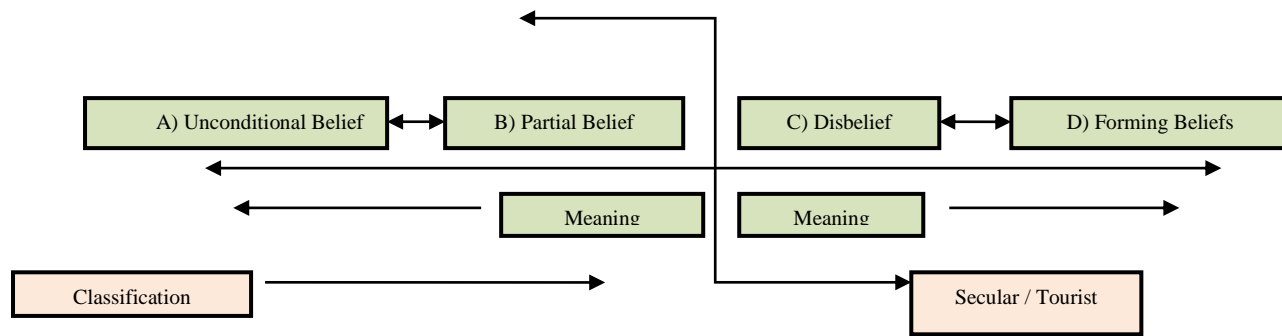 A) Unconditional Belief
B) Partial Belief
C) Disbelief
D) Forming Beliefs
Meaning
Meaning
Classification
Secular / Tourist